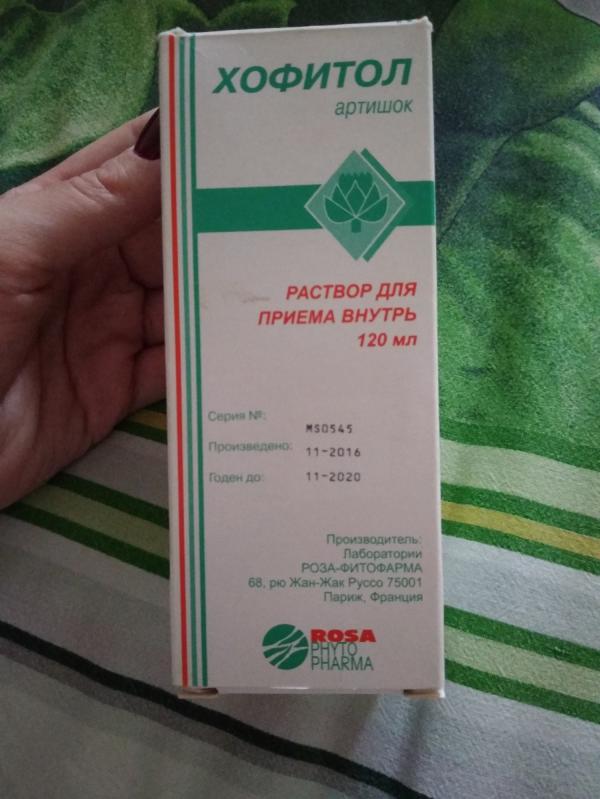 ХОФИТОЛ
артишок
РАСТВОР ДЛЯ
ПРИЕМА ВНУТРЬ
120 мл
Серия №: MS0545
Произведено: 11-2016
Годен до: 11-2020
Производитель:
Лаборатории
РОЗА-ФИТОФАРМА
68, рю Жан-Жак Руссо 75001
Париж, Франция
ROSA
PHYTO
PHARMA